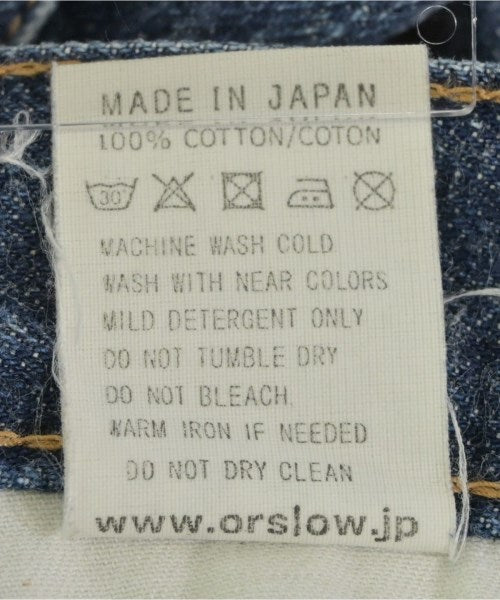 MADE IN JAPAN
100% COTTON/COTON
30
MACHINE WASH COLD
WASH WITH NEAR COLORS
MILD DETERGENT ONLY
DO NOT TUMBLE DRY
DO NOT BLEACH.
WARM IRON IF NEEDED
DO NOT DRY CLEAN
www.orslow.jp